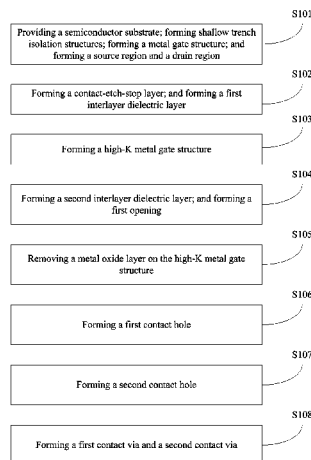 S101
Providing a semiconductor substrate; forming shallow trench
isolation structures; forming a metal gate structure; and
forming a source region and a drain region
S102
Forming a contact-etch-stop layer; and forming a first
interlayer dielectric layer
S103
Forming a high-K metal gate structure
S104
Forming a second interlayer dielectric layer; and forming a
first opening
S105
Removing a metal oxide layer on the high-K metal gate
structure
S106
Forming a first contact hole
S107
Forming a second contact hole
S108
Forming a first contact via and a second contact via